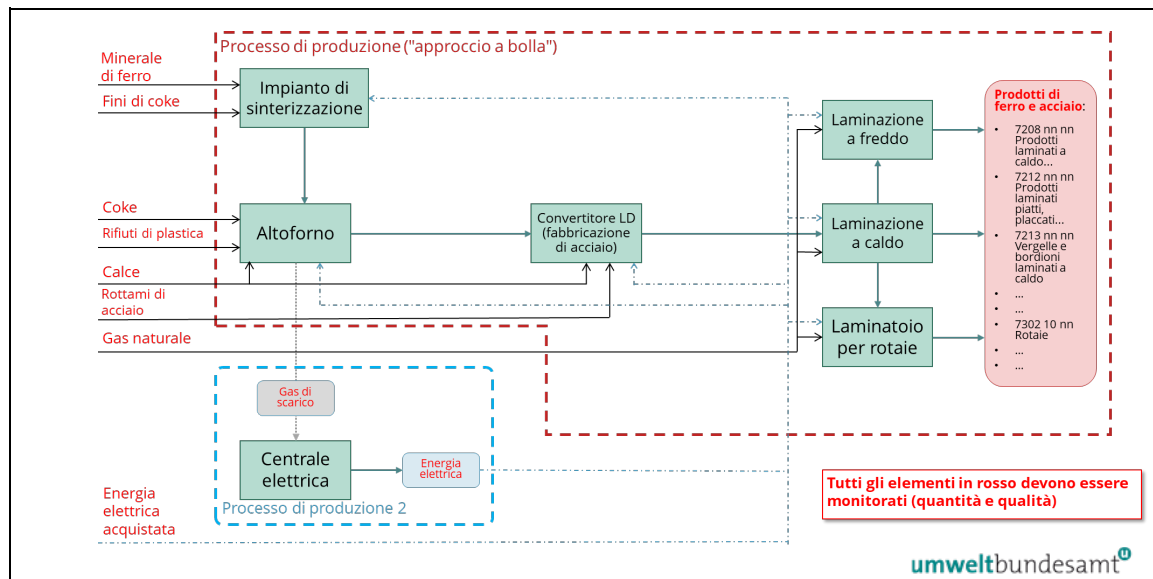 Processo di produzione ("approccio a bolla")
Minerale
di ferro
Fini di coke
Impianto di
sinterizzazione
Coke
Rifiuti di plastica
Altoforno
Calce
Rottami di
acciaio
Gas naturale
Convertitore LD
(fabbricazione
di acciaio)
Laminazione
a freddo
Laminazione
a caldo
Laminatoio
per rotaie
Prodotti di
ferro e acciaio:
• 7208 nn nn
Prodotti
laminati a
caldo...
• 7212 nn nn
Prodotti
laminati
piatti,
placcati...
• 7213 nn nn
Vergelle e
bordioni
laminati a
caldo
• ...
• ...
• 7302 10 nn
Rotaie
• ...
• ...
Gas di
scarico
Centrale
elettrica
Energia
elettrica
Processo di produzione 2
Energia
elettrica
acquistata
Tutti gli elementi in rosso devono essere
monitorati (quantità e qualità)
umweltbundesamt